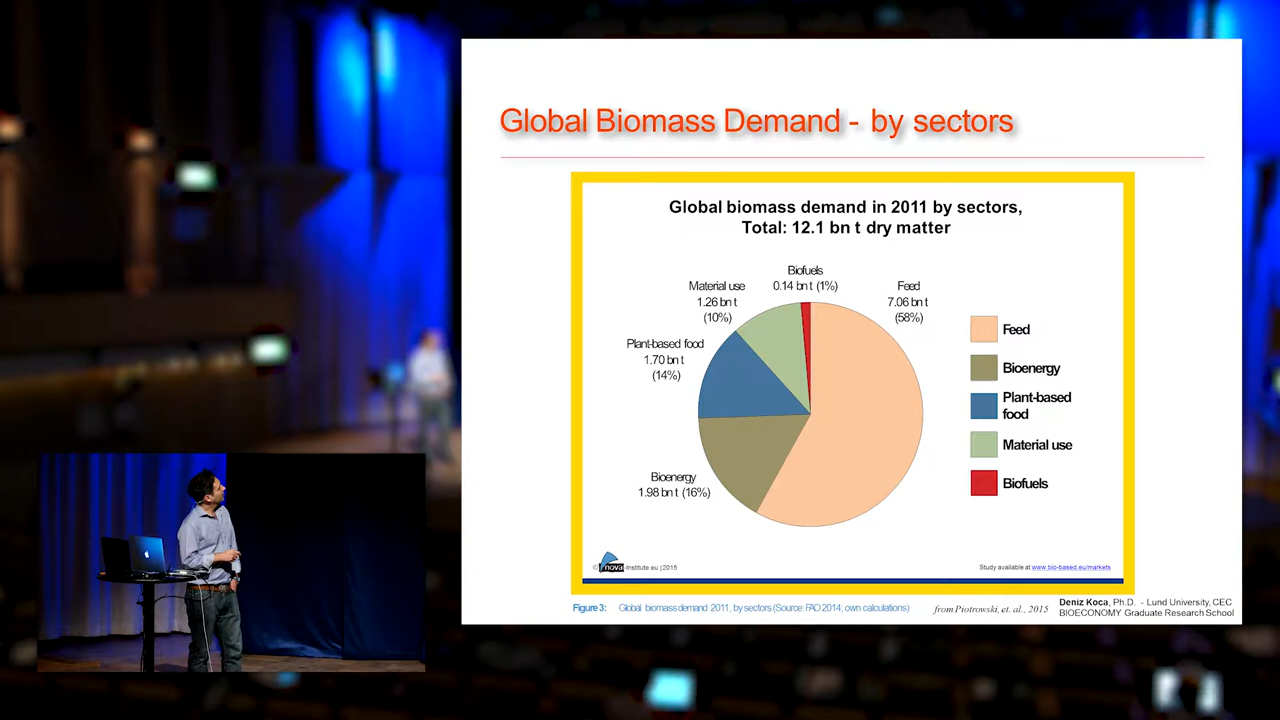 Global Biomass Demand - by sectors
Global biomass demand in 2011 by sectors,
Total: 12.1 bn t dry matter
Biofuels
0.14 bn t (1%)
Material use
1.26 bn t
(10%)
Feed
7.06 bn t
(58%)
Plant-based food
1.70 bn t
(14%)
Bioenergy
1.98 bn t (16%)
Feed
Bioenergy
Plant-based
food
Material use
Biofuels
© nova-Institute.eu | 2015
Study available at www.bio-based.eu/markets
Figure 3: Global biomass demand 2011, by sectors (Source: FAO 2014; own calculations)
from Piotrowski, et. al., 2015
Deniz Koca, Ph.D. - Lund University, CEC
BIOECONOMY Graduate Research School